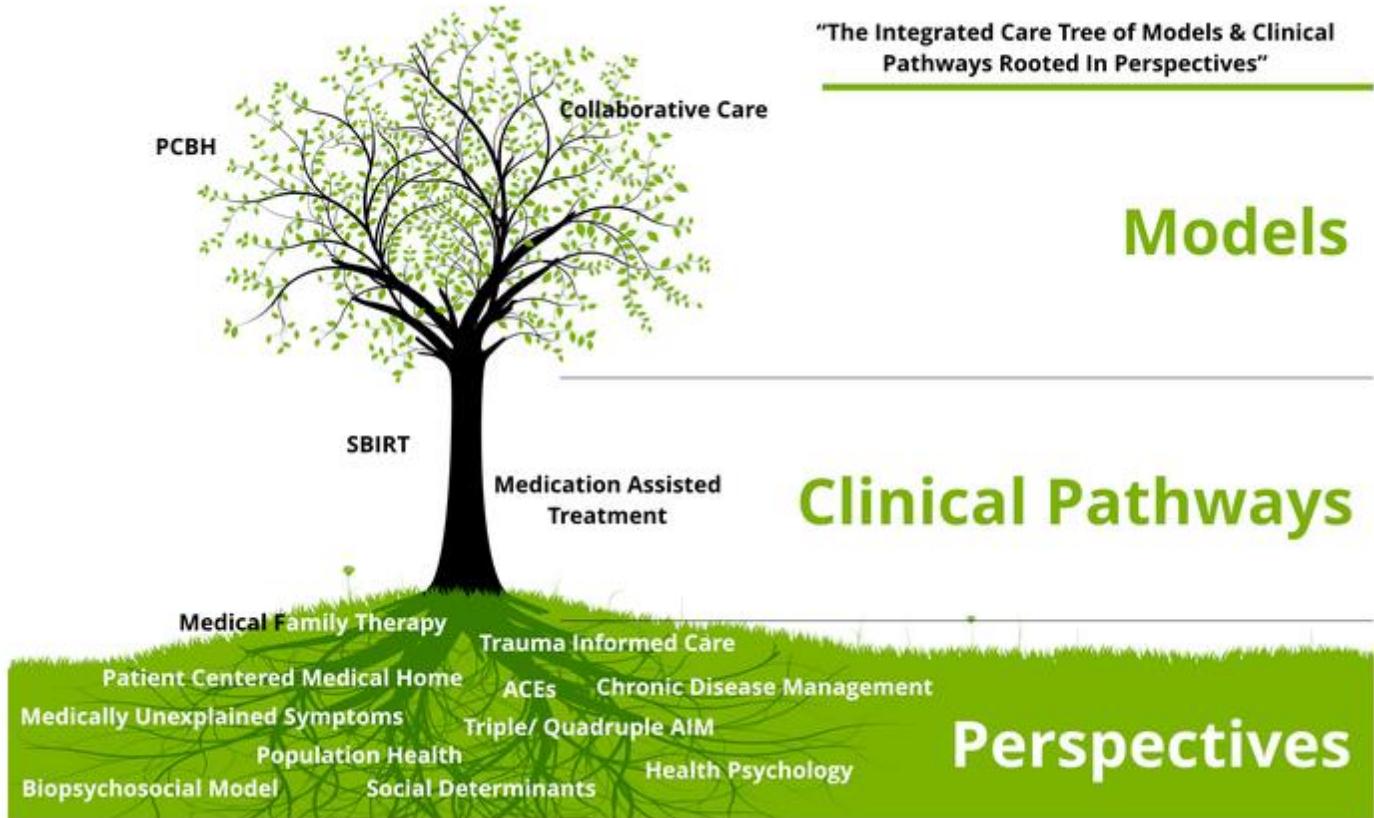 “The Integrated Care Tree of Models & Clinical
Pathways Rooted In Perspectives”
Collaborative Care
PCBH
Models
SBIRT
Medication Assisted
Treatment
Clinical Pathways
Medical Family Therapy
Trauma Informed Care
Patient Centered Medical Home
ACEs
Chronic Disease Management
Medically Unexplained Symptoms
Triple/ Quadruple AIM
Perspectives
Population Health
Health Psychology
Biopsychosocial Model
Social Determinants